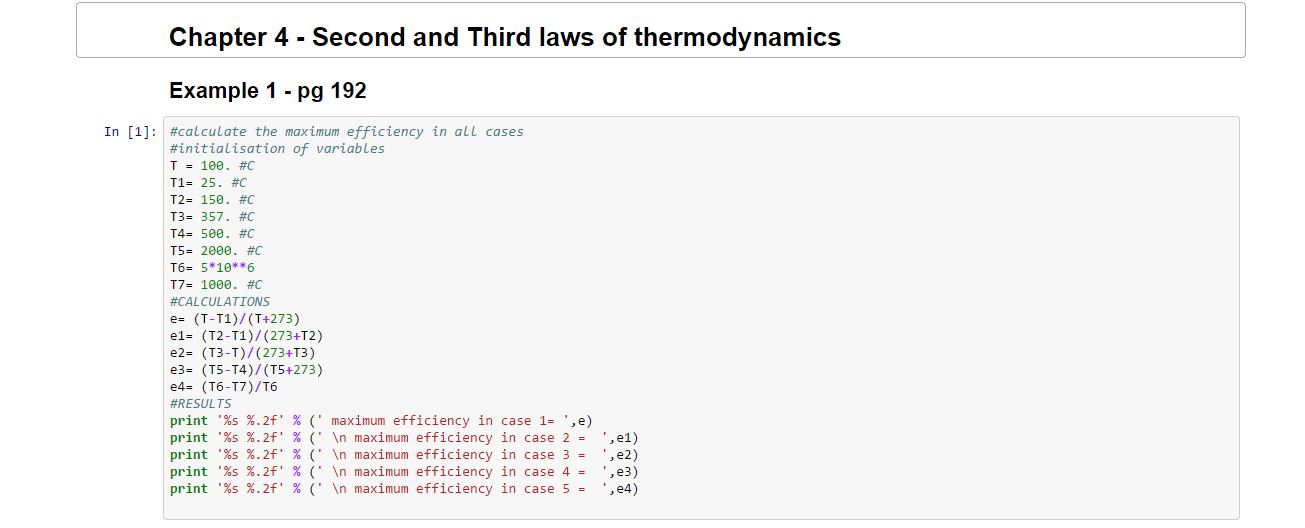 Chapter 4 - Second and Third laws of thermodynamics
Example 1 - pg 192
In [1]: #calculate the maximum efficiency in all cases
#initialisation of variables
T = 100. #C
T1= 25. #C
T2= 150. #C
T3= 357. #C
T4= 500. #C
T5= 2000. #C
T6= 5*10**6
T7= 1000. #C
#CALCULATIONS
e= (T-T1)/(T+273)
e1= (T2-T1)/(273+T2)
e2= (T3-T)/(273+T3)
e3= (T5-T4)/(T5+273)
e4= (T6-T7)/T6
#RESULTS
print '%s %.2f' % (' maximum efficiency in case 1= ',e)
print '%s %.2f' % (' \n maximum efficiency in case 2 =  ',e1)
print '%s %.2f' % (' \n maximum efficiency in case 3 =  ',e2)
print '%s %.2f' % (' \n maximum efficiency in case 4 =  ',e3)
print '%s %.2f' % (' \n maximum efficiency in case 5 =  ',e4)